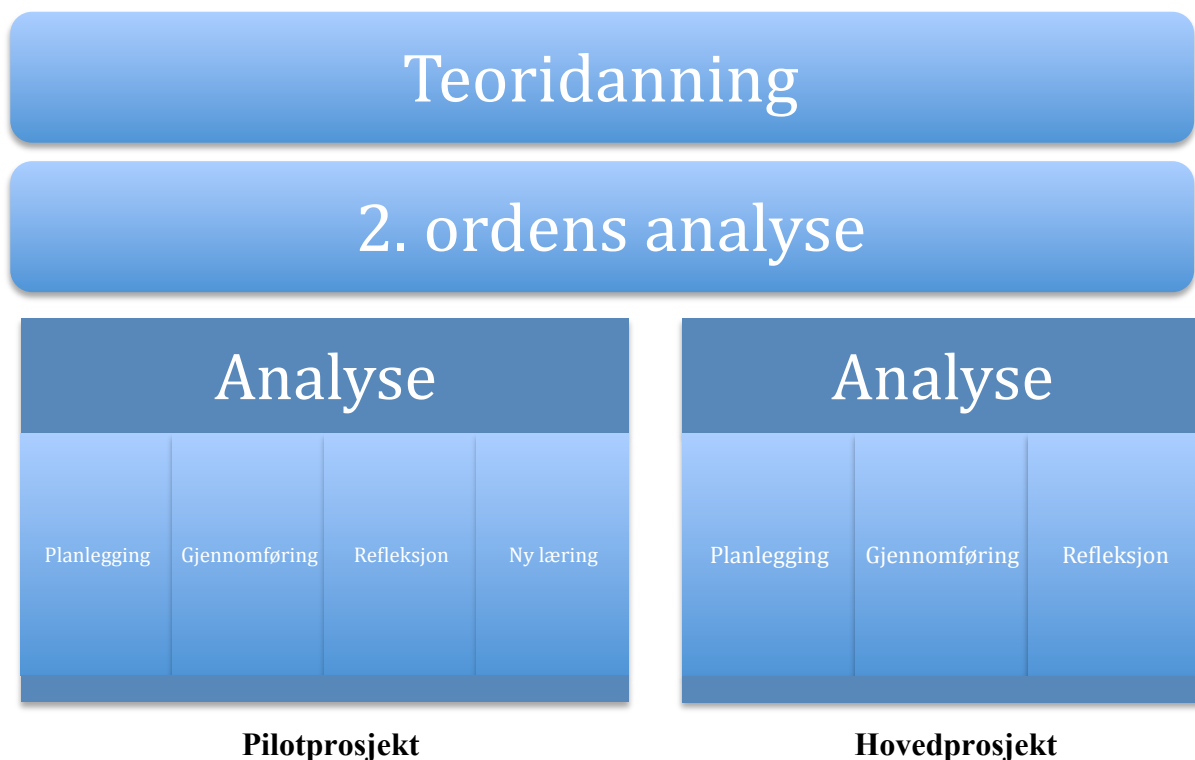 Teoridanning
2. ordens analyse
Analyse
Planlegging
Gjennomføring
Refleksjon
Ny læring
Pilotprosjekt
Analyse
Planlegging
Gjennomføring
Refleksjon
Hovedprosjekt